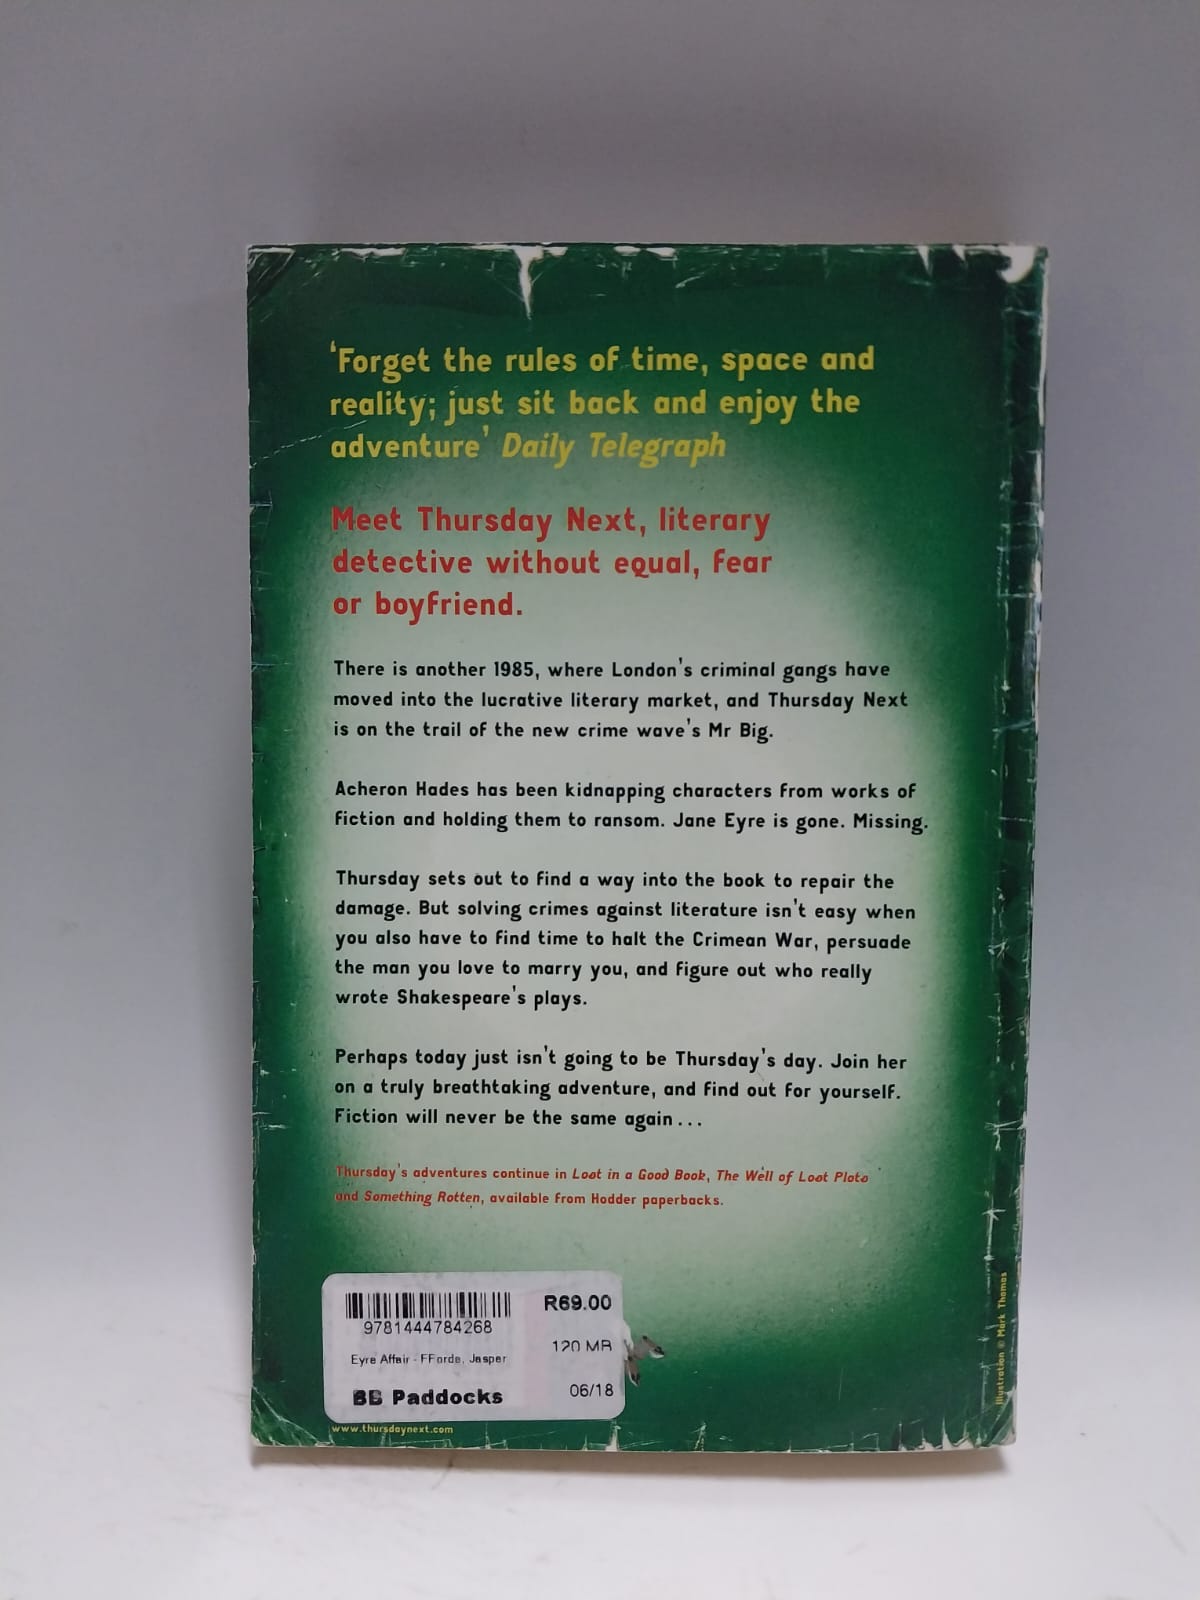 ‘Forget the rules of time, space and
reality; just sit back and enjoy the
adventure’ Daily Telegraph
Meet Thursday Next, literary
detective without equal, fear
or boyfriend.
There is another 1985, where London's criminal gangs have
moved into the lucrative literary market, and Thursday Next
is on the trail of the new crime wave's Mr Big.
Acheron Hades has been kidnapping characters from works of
fiction and holding them to ransom. Jane Eyre is gone. Missing.
Thursday sets out to find a way into the book to repair the
damage. But solving crimes against literature isn't easy when
you also have to find time to halt the Crimean War, persuade
the man you love to marry you, and figure out who really
wrote Shakespeare's plays.
Perhaps today just isn't going to be Thursday's day. Join her
on a truly breathtaking adventure, and find out for yourself.
Fiction will never be the same again...
Thursday's adventures continue in Lost in a Good Book, The Well of Lost Plots
and Something Rotten, available from Hodder paperbacks.
R69.00
9781444784268
120 MR
Eyre Affair - FForde, Jasper
BB Paddocks
06/18
www.thursdaynext.com
Illustration © Mark Thomas